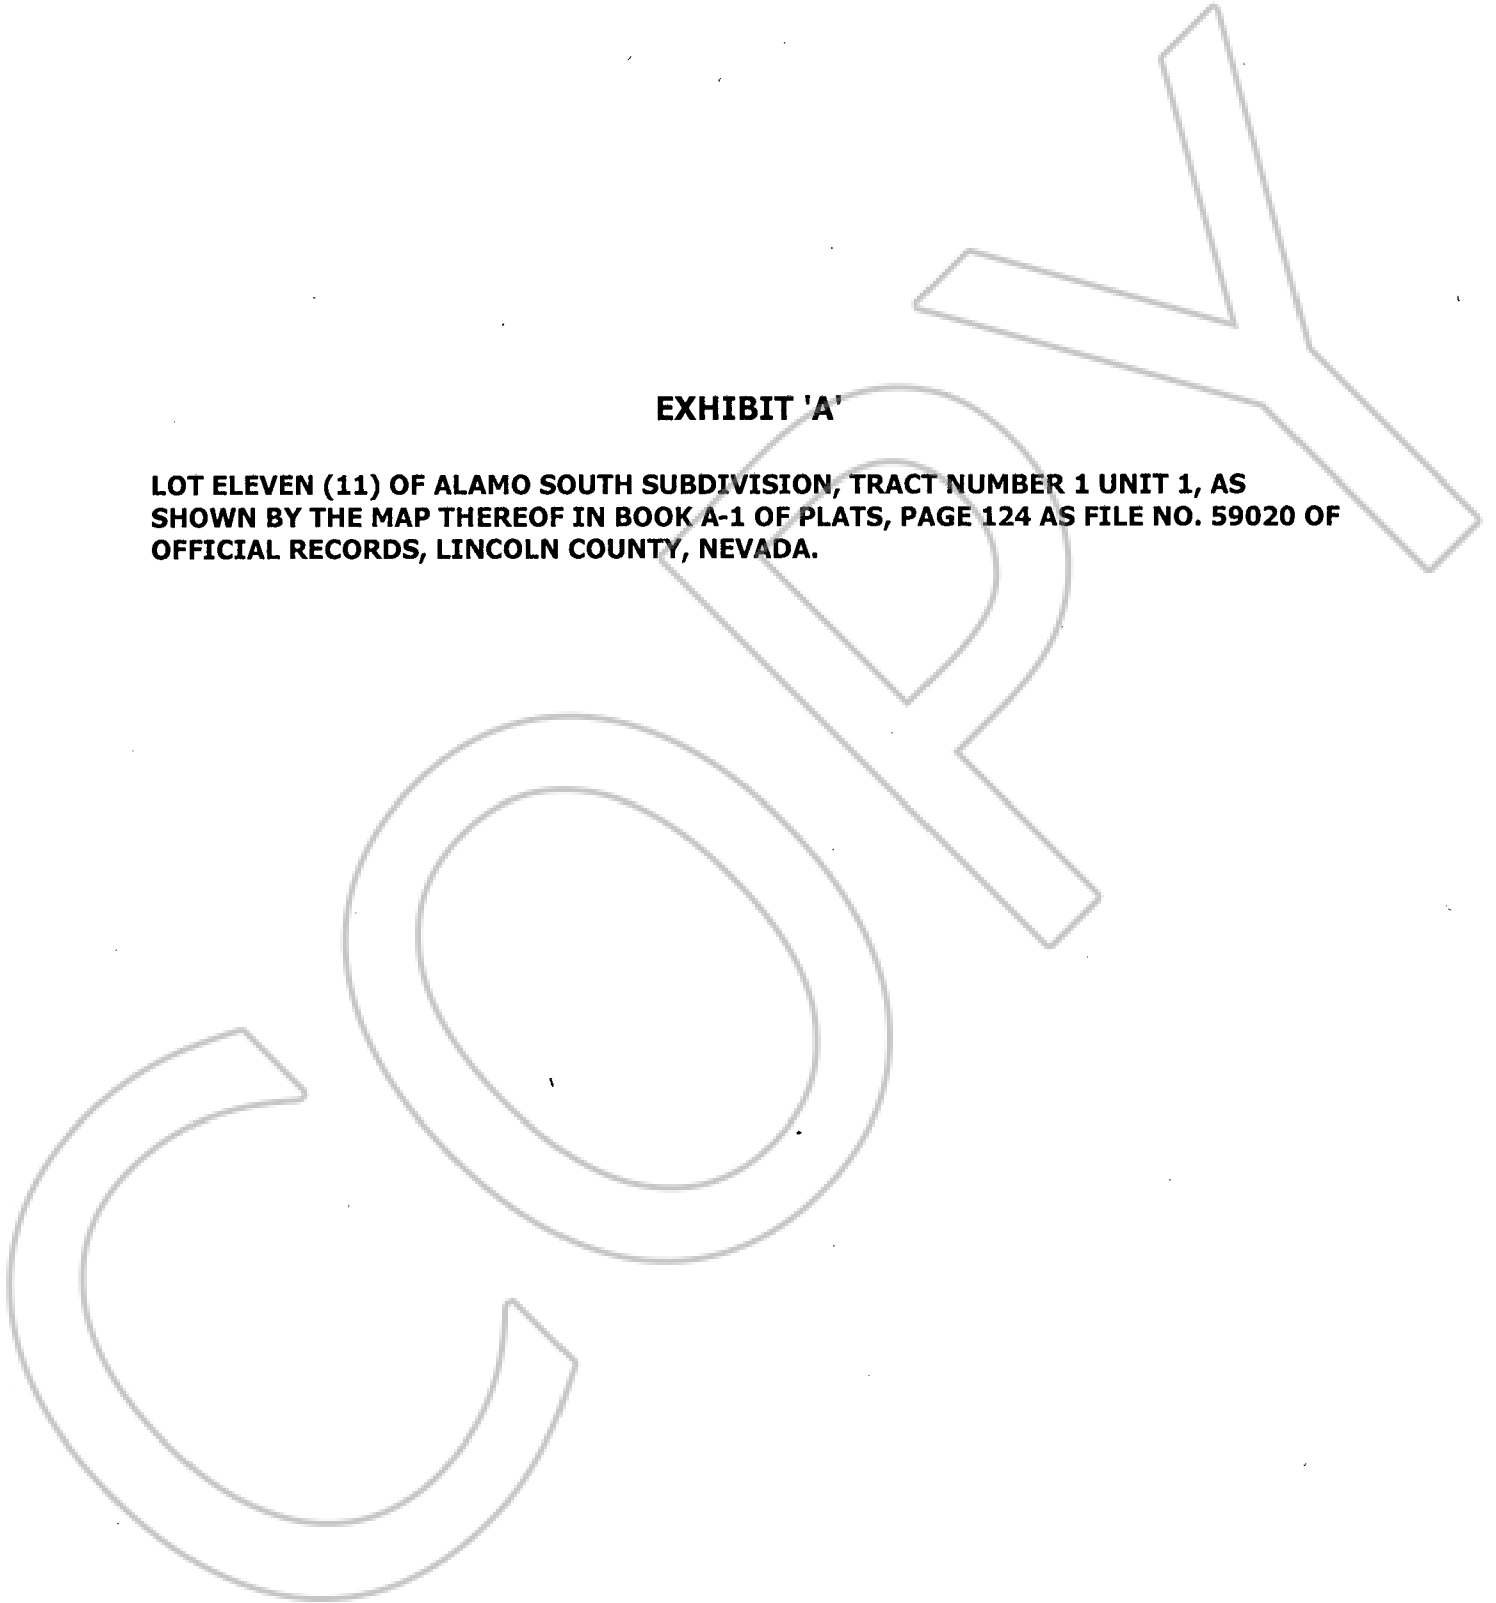 EXHIBIT 'A'
LOT ELEVEN (11) OF ALAMO SOUTH SUBDIVISION, TRACT NUMBER 1 UNIT 1, AS
SHOWN BY THE MAP THEREOF IN BOOK A-1 OF PLATS, PAGE 124 AS FILE NO. 59020 OF
OFFICIAL RECORDS, LINCOLN COUNTY, NEVADA.
COPY